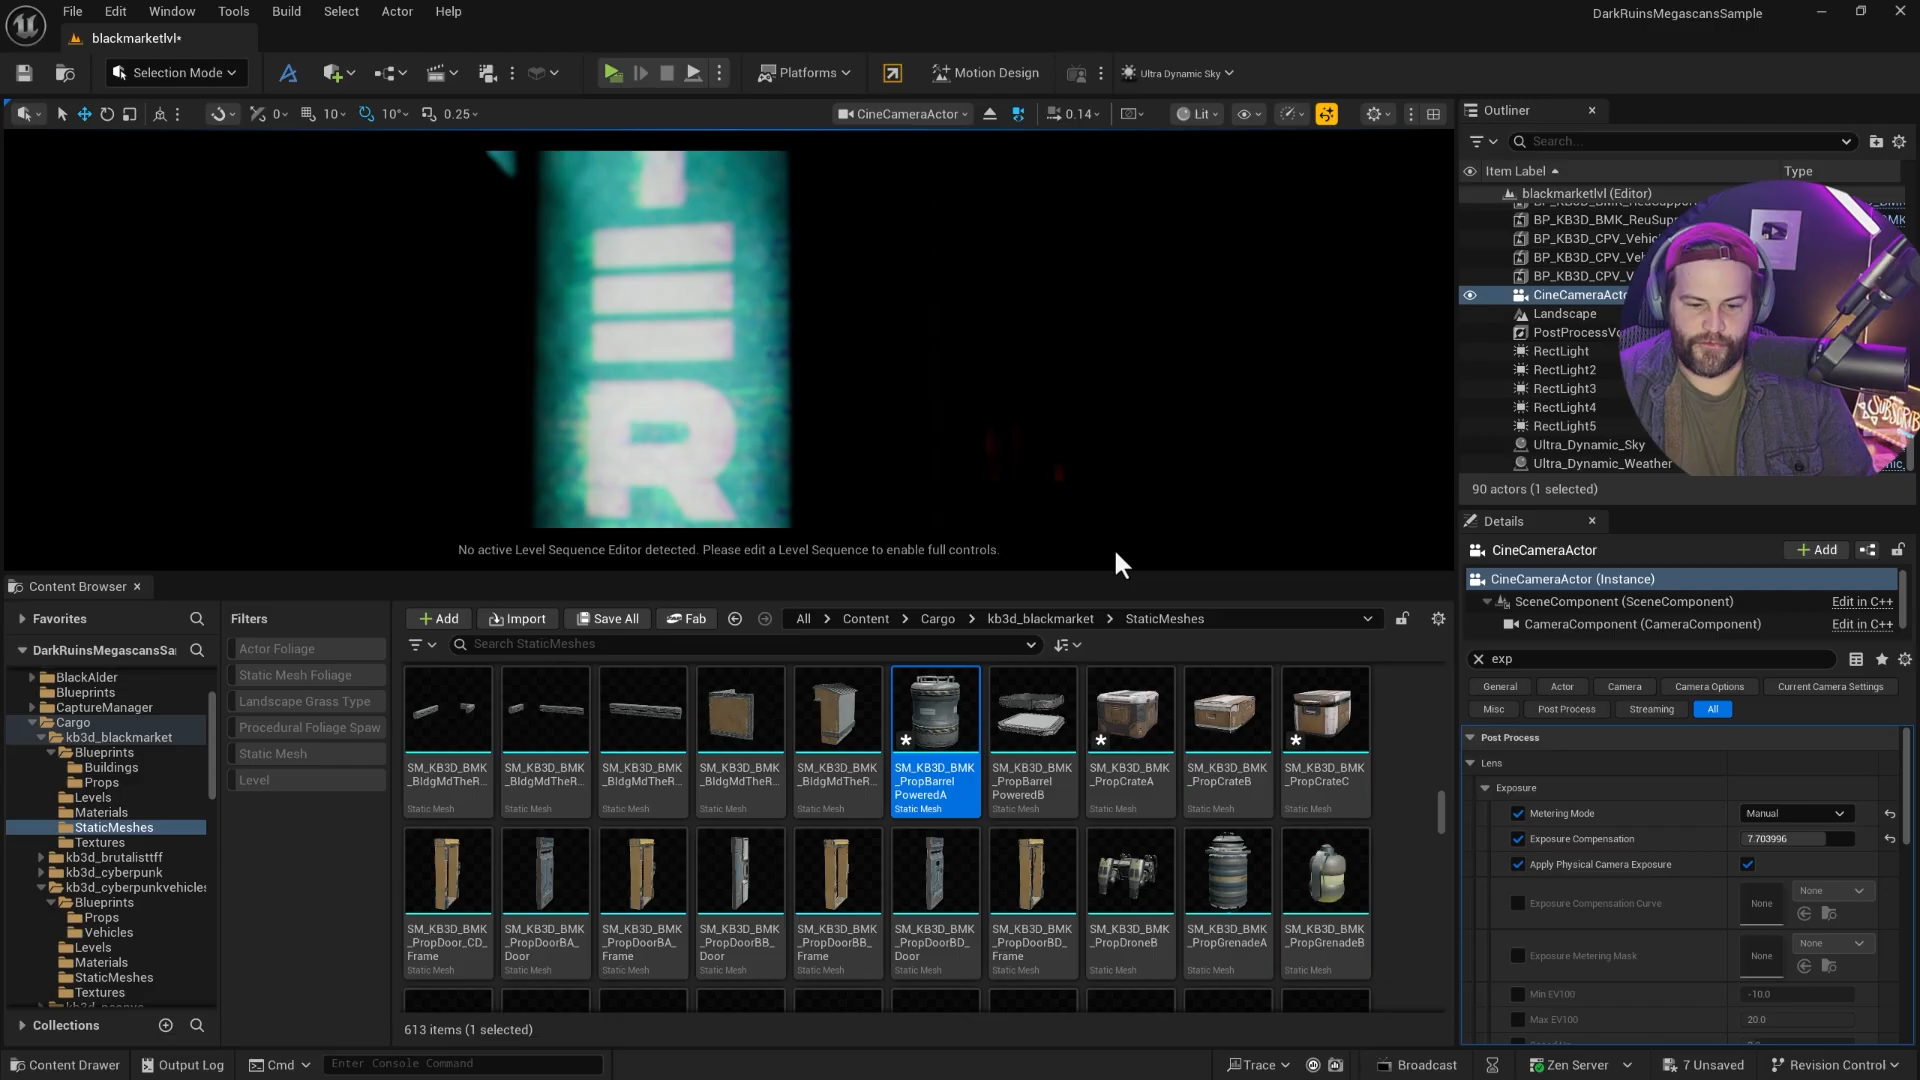 File Edit Window Tools Build Select Actor Help
DarkRuinsMegascansSample
blackmarketlvl*
Selection Mode
Platforms
Motion Design
Ultra Dynamic Sky
0
10
10°
0.25
CineCameraActor
0.14
Lit
R
No active Level Sequence Editor detected. Please edit a Level Sequence to enable full controls.
Outliner
Search...
Item Label
Type
blackmarketlvl (Editor)
BP_KB3D_BMK_ReuSuppor
BP_KB3D_BMK_ReuSup
BP_KB3D_CPV_Vehic
BP_KB3D_CPV_Veh
BP_KB3D_CPV_V
CineCameraActo
Landscape
PostProcessVo
RectLight
RectLight2
RectLight3
RectLight4
RectLight5
Ultra_Dynamic_Sky
Ultra_Dynamic_Weather
SUBSCRIB
90 actors (1 selected)
Details
CineCameraActor
Add
CineCameraActor (Instance)
SceneComponent (SceneComponent) Edit in C++
CameraComponent (CameraComponent) Edit in C++
exp
General Actor Camera Camera Options Current Camera Settings
Misc Post Process Streaming All
Post Process
Lens
Exposure
Metering Mode Manual
Exposure Compensation 7.703996
Apply Physical Camera Exposure
Exposure Compensation Curve None None
Exposure Metering Mask None None
Min EV100 -10.0
Max EV100 20.0
Content Browser
Favorites
DarkRuinsMegascansSa
BlackAlder
Blueprints
CaptureManager
Cargo
kb3d_blackmarket
Blueprints
Buildings
Props
Levels
Materials
StaticMeshes
Textures
kb3d_brutalisttff
kb3d_cyberpunk
kb3d_cyberpunkvehicles
Blueprints
Props
Vehicles
Levels
Materials
StaticMeshes
Textures
Collections
Filters
Actor Foliage
Static Mesh Foliage
Landscape Grass Type
Procedural Foliage Spaw
Static Mesh
Level
Add Import Save All Fab All Content Cargo kb3d_blackmarket StaticMeshes
Search StaticMeshes
SM_KB3D_BMK SM_KB3D_BMK SM_KB3D_BMK SM_KB3D_BMK SM_KB3D_BMK SM_KB3D_BMK SM_KB3D_BMK SM_KB3D_BMK SM_KB3D_BMK SM_KB3D_BMK
_BldgMdTheR... _BldgMdTheR... _BldgMdTheR... _BldgMdTheR... _BldgMdTheR... _PropBarrel _PropBarrel _PropCrateA _PropCrateB _PropCrateC
PoweredA PoweredB
Static Mesh Static Mesh Static Mesh Static Mesh Static Mesh Static Mesh Static Mesh Static Mesh Static Mesh Static Mesh
SM_KB3D_BMK SM_KB3D_BMK SM_KB3D_BMK SM_KB3D_BMK SM_KB3D_BMK SM_KB3D_BMK SM_KB3D_BMK SM_KB3D_BMK SM_KB3D_BMK SM_KB3D_BMK
_PropDoor_CD_ _PropDoorBA_ _PropDoorBA_ _PropDoorBB_ _PropDoorBB_ _PropDoorBD_ _PropDoorBD_ _PropDroneB _PropGrenadeA _PropGrenadeB
Frame Door Frame Door Frame Door Frame
Static Mesh Static Mesh Static Mesh Static Mesh Static Mesh Static Mesh Static Mesh Static Mesh Static Mesh Static Mesh
613 items (1 selected)
Content Drawer Output Log Cmd Enter Console Command Trace Broadcast Zen Server 7 Unsaved Revision Control